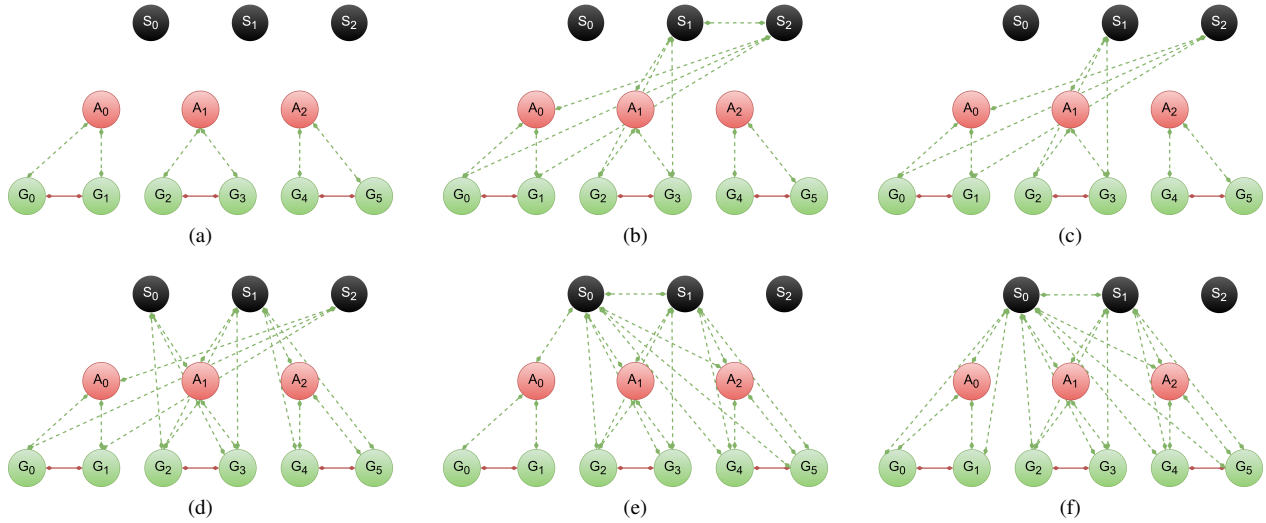 S0 S1 S2 S0 S1 S2 S0 S1 S2
A0 A1 A2 A0 A1 A2 A0 A1 A2
G0 G1 G2 G3 G4 G5 G0 G1 G2 G3 G4 G5 G0 G1 G2 G3 G4 G5
(a) (b) (c)
S0 S1 S2 S0 S1 S2 S0 S1 S2
A0 A1 A2 A0 A1 A2 A0 A1 A2
G0 G1 G2 G3 G4 G5 G0 G1 G2 G3 G4 G5 G0 G1 G2 G3 G4 G5
(d) (e) (f)